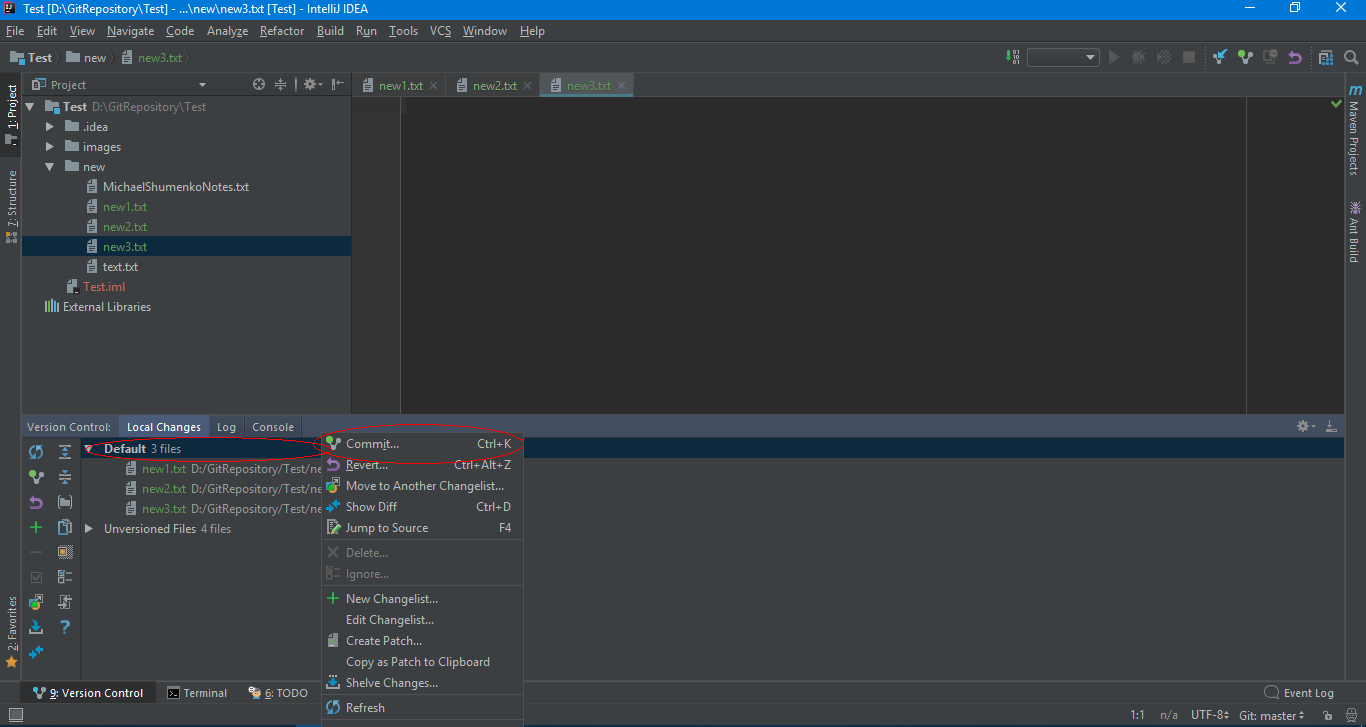 Test [D:\GitRepository\Test] - ...\new\new3.txt [Test] - IntelliJ IDEA
File Edit View Navigate Code Analyze Refactor Build Run Tools VCS Window Help
Test new new3.txt
1: Project
7: Structure
2: Favorites
Project
Test D:\GitRepository\Test
.idea
images
new
MichaelShumenkoNotes.txt
new1.txt
new2.txt
new3.txt
text.txt
Test.iml
External Libraries
new1.txt new2.txt new3.txt
Maven Projects
Ant Build
Version Control: Local Changes Log Console
Default 3 files
new1.txt D:/GitRepository/Test/ne
new2.txt D:/GitRepository/Test/ne
new3.txt D:/GitRepository/Test/ne
Unversioned Files 4 files
Commit... Ctrl+K
Revert... Ctrl+Alt+Z
Move to Another Changelist...
Show Diff Ctrl+D
Jump to Source F4
Delete...
Ignore...
New Changelist...
Edit Changelist...
Create Patch...
Copy as Patch to Clipboard
Shelve Changes...
Refresh
9: Version Control Terminal 6: TODO Event Log
1:1 n/a UTF-8 Git: master